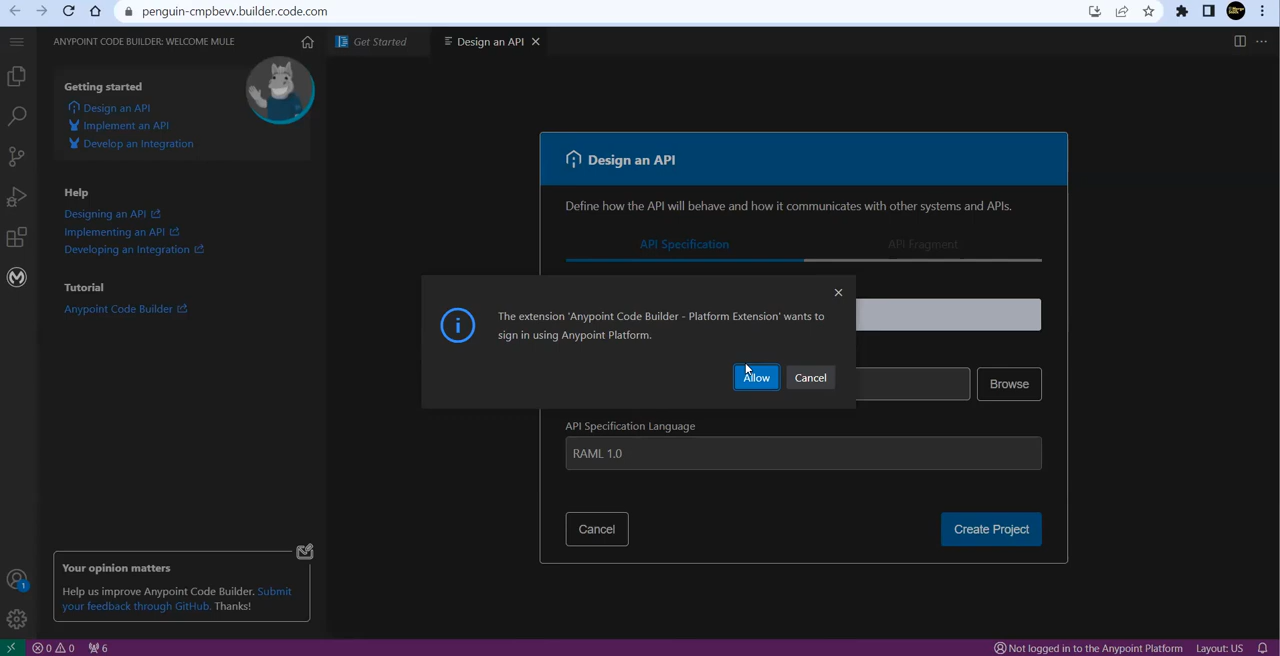 penguin-cmpbevv.builder.code.com
ANYPOINT CODE BUILDER: WELCOME MULE
Get Started
Design an API
Getting started
Design an API
Implement an API
Develop an Integration
Help
Designing an API
Implementing an API
Developing an Integration
Tutorial
Anypoint Code Builder
Design an API
Define how the API will behave and how it communicates with other systems and APIs.
API Specification
API Fragment
The extension 'Anypoint Code Builder - Platform Extension' wants to
sign in using Anypoint Platform.
Allow
Cancel
Browse
API Specification Language
RAML 1.0
Cancel
Create Project
Your opinion matters
Help us improve Anypoint Code Builder. Submit
your feedback through GitHub. Thanks!
1
0 0 6
Not logged in to the Anypoint Platform
Layout: US